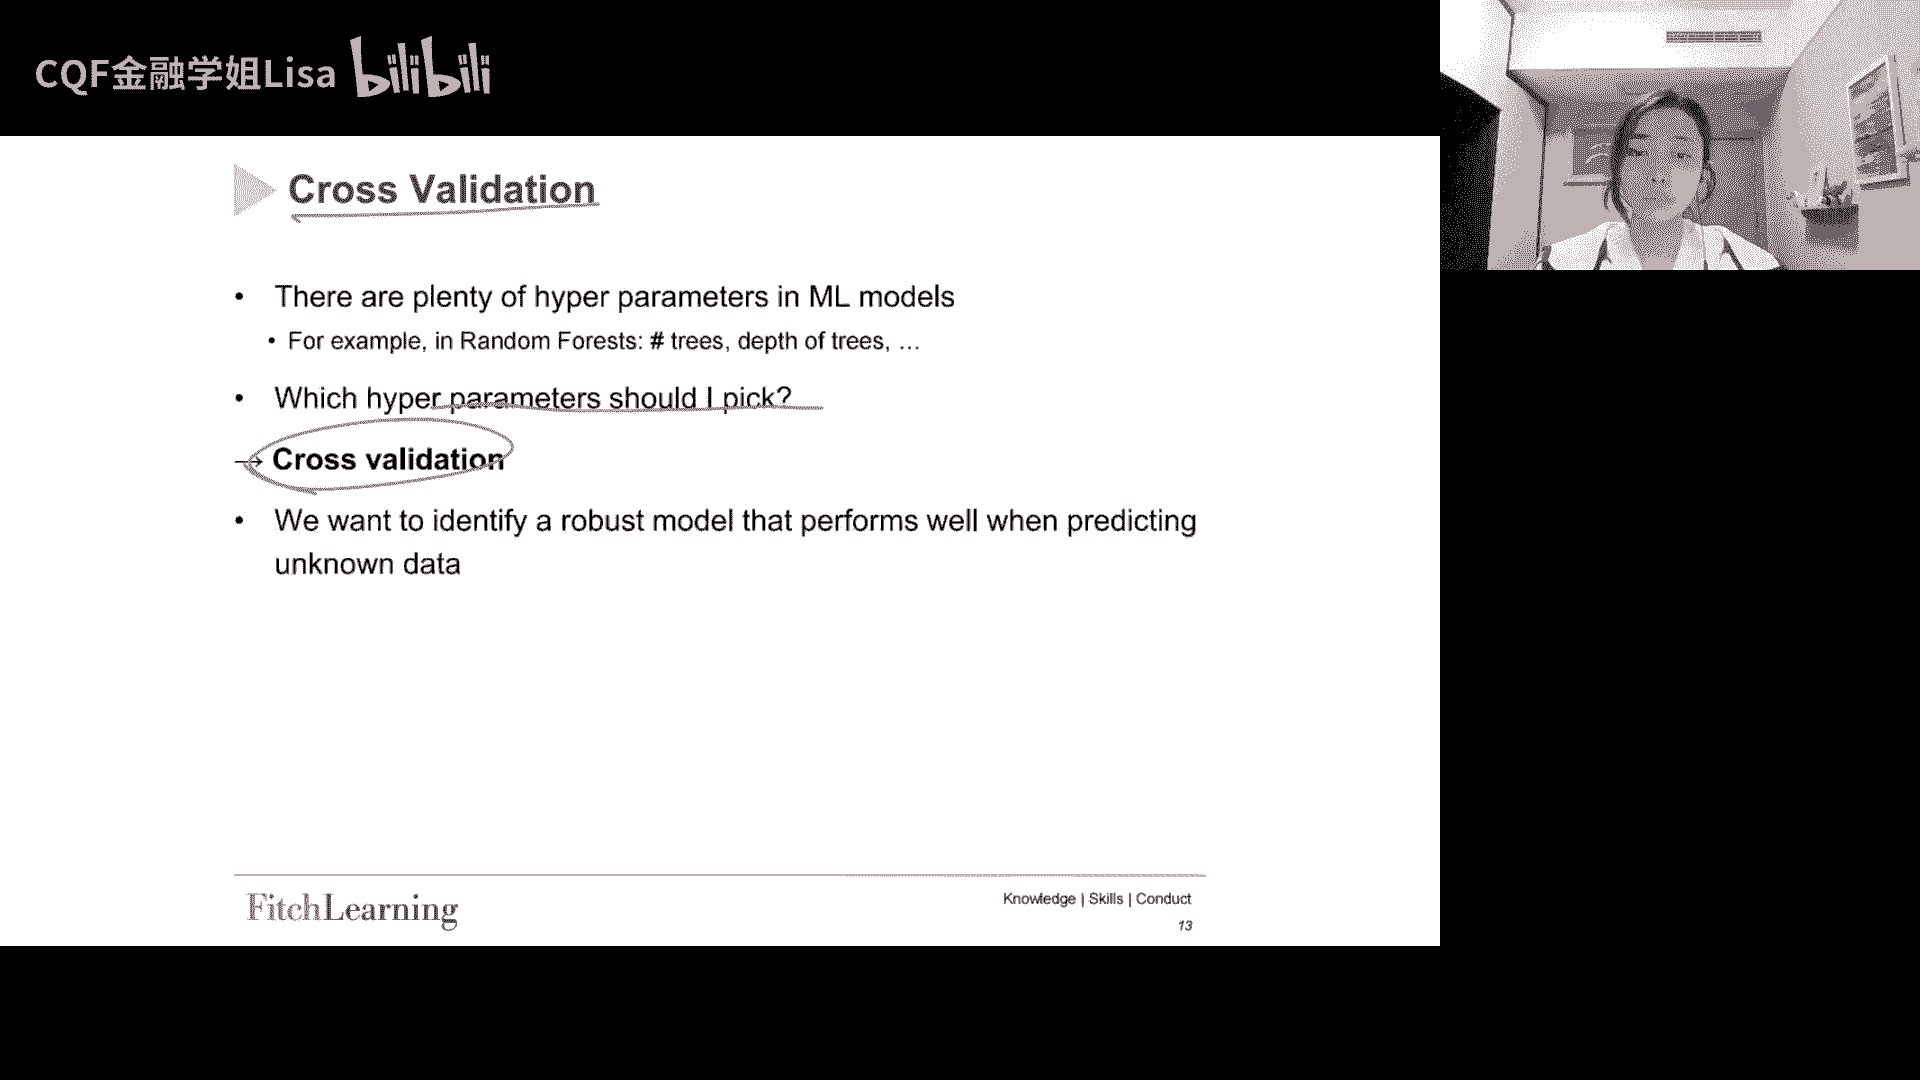 CQF金融学姐Lisa bilibili
Cross Validation
• There are plenty of hyper parameters in ML models
• For example, in Random Forests: # trees, depth of trees, …
• Which hyper parameters should I pick?
→ Cross validation
• We want to identify a robust model that performs well when predicting
unknown data
FitchLearning
Knowledge | Skills | Conduct
13